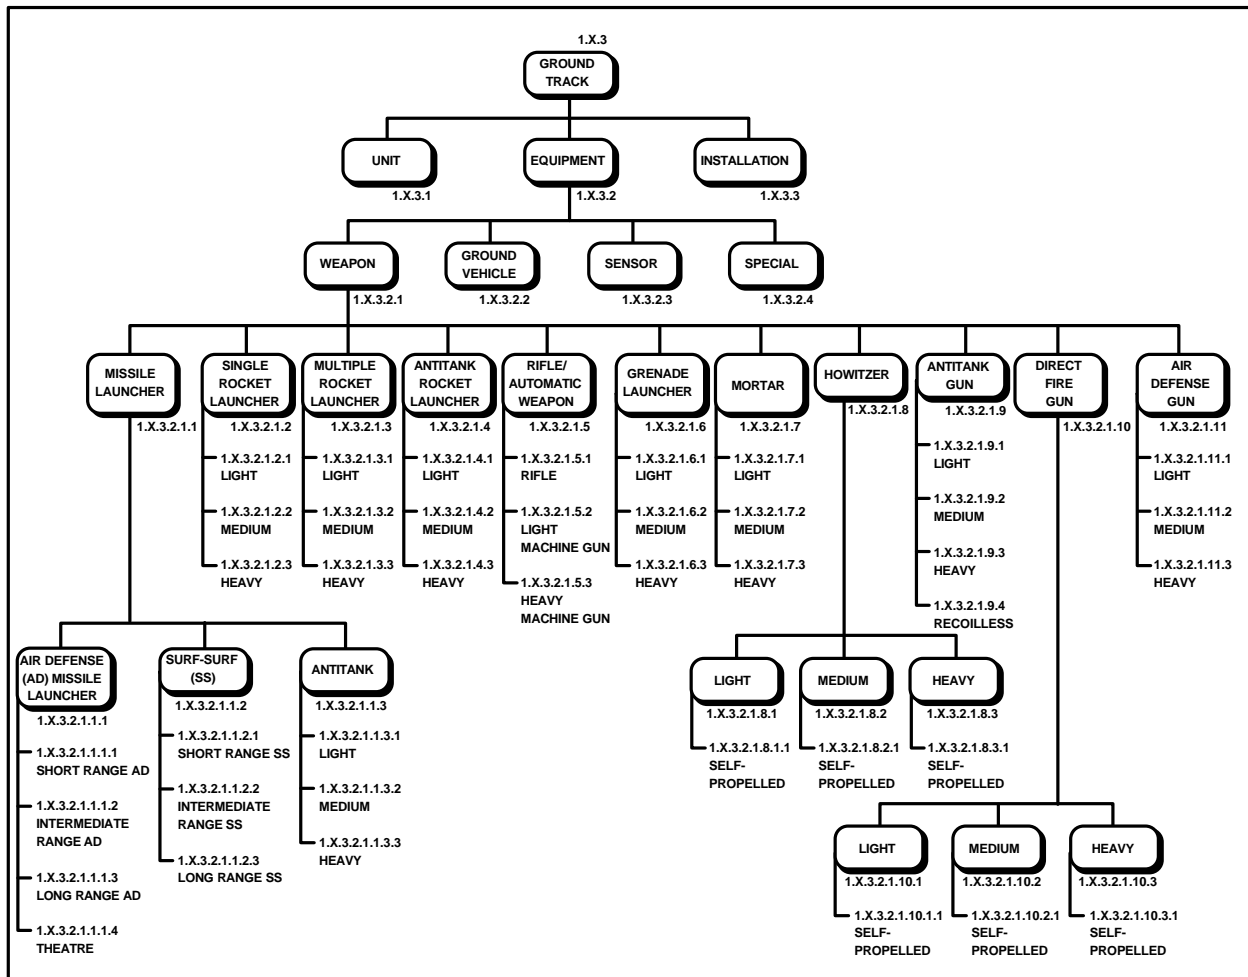 1.X.3
GROUND
TRACK
UNIT
1.X.3.1
EQUIPMENT
1.X.3.2
INSTALLATION
1.X.3.3
WEAPON
1.X.3.2.1
GROUND
VEHICLE
1.X.3.2.2
SENSOR
1.X.3.2.3
SPECIAL
1.X.3.2.4
MISSILE
LAUNCHER
1.X.3.2.1.1
SINGLE
ROCKET
LAUNCHER
1.X.3.2.1.2
1.X.3.2.1.2.1
LIGHT
1.X.3.2.1.2.2
MEDIUM
1.X.3.2.1.2.3
HEAVY
MULTIPLE
ROCKET
LAUNCHER
1.X.3.2.1.3
1.X.3.2.1.3.1
LIGHT
1.X.3.2.1.3.2
MEDIUM
1.X.3.2.1.3.3
HEAVY
ANTITANK
ROCKET
LAUNCHER
1.X.3.2.1.4
1.X.3.2.1.4.1
LIGHT
1.X.3.2.1.4.2
MEDIUM
1.X.3.2.1.4.3
HEAVY
RIFLE/
AUTOMATIC
WEAPON
1.X.3.2.1.5
1.X.3.2.1.5.1
RIFLE
1.X.3.2.1.5.2
LIGHT
MACHINE GUN
1.X.3.2.1.5.3
HEAVY
MACHINE GUN
GRENADE
LAUNCHER
1.X.3.2.1.6
1.X.3.2.1.6.1
LIGHT
1.X.3.2.1.6.2
MEDIUM
1.X.3.2.1.6.3
HEAVY
MORTAR
1.X.3.2.1.7
1.X.3.2.1.7.1
LIGHT
1.X.3.2.1.7.2
MEDIUM
1.X.3.2.1.7.3
HEAVY
HOWITZER
1.X.3.2.1.8
ANTITANK
GUN
1.X.3.2.1.9
1.X.3.2.1.9.1
LIGHT
1.X.3.2.1.9.2
MEDIUM
1.X.3.2.1.9.3
HEAVY
1.X.3.2.1.9.4
RECOILLESS
DIRECT
FIRE
GUN
1.X.3.2.1.10
AIR
DEFENSE
GUN
1.X.3.2.1.11
1.X.3.2.1.11.1
LIGHT
1.X.3.2.1.11.2
MEDIUM
1.X.3.2.1.11.3
HEAVY
AIR DEFENSE
(AD) MISSILE
LAUNCHER
1.X.3.2.1.1.1
1.X.3.2.1.1.1.1
SHORT RANGE AD
1.X.3.2.1.1.1.2
INTERMEDIATE
RANGE AD
1.X.3.2.1.1.1.3
LONG RANGE AD
1.X.3.2.1.1.1.4
THEATRE
SURF-SURF
(SS)
1.X.3.2.1.1.2
1.X.3.2.1.1.2.1
SHORT RANGE SS
1.X.3.2.1.1.2.2
INTERMEDIATE
RANGE SS
1.X.3.2.1.1.2.3
LONG RANGE SS
ANTITANK
1.X.3.2.1.1.3
1.X.3.2.1.1.3.1
LIGHT
1.X.3.2.1.1.3.2
MEDIUM
1.X.3.2.1.1.3.3
HEAVY
LIGHT
1.X.3.2.1.8.1
1.X.3.2.1.8.1.1
SELF-
PROPELLED
MEDIUM
1.X.3.2.1.8.2
1.X.3.2.1.8.2.1
SELF-
PROPELLED
HEAVY
1.X.3.2.1.8.3
1.X.3.2.1.8.3.1
SELF-
PROPELLED
LIGHT
1.X.3.2.1.10.1
1.X.3.2.1.10.1.1
SELF-
PROPELLED
MEDIUM
1.X.3.2.1.10.2
1.X.3.2.1.10.2.1
SELF-
PROPELLED
HEAVY
1.X.3.2.1.10.3
1.X.3.2.1.10.3.1
SELF-
PROPELLED